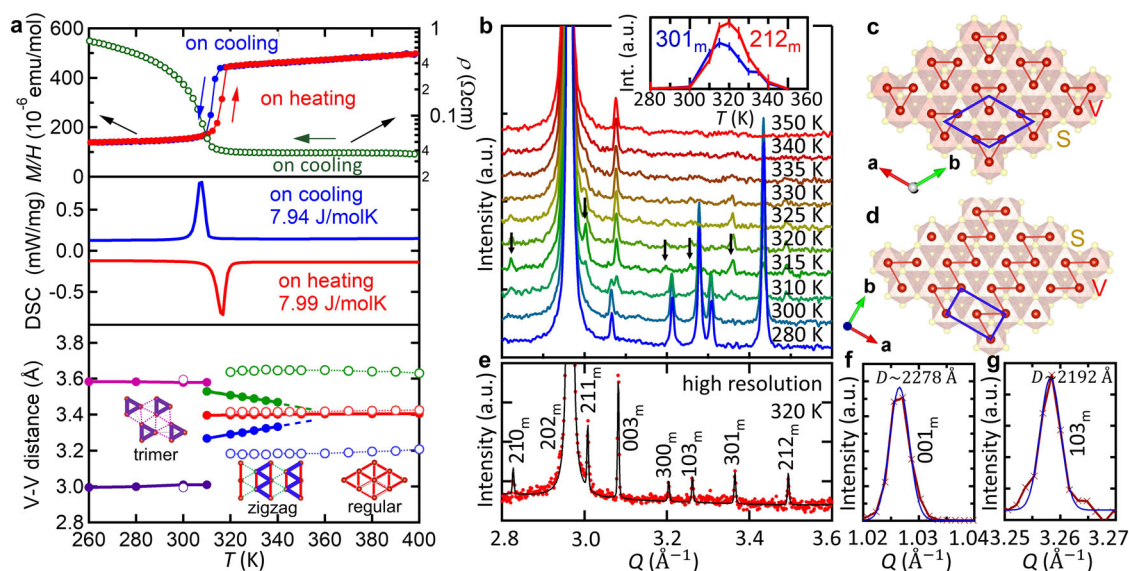 a
600
400
200
100
0
M/H (10⁻⁶ emu/mol)
on cooling
on heating
on cooling
1
4
2
0.1
4
2
ρ (Ωcm)
DSC (mW/mg)
0.5
0.0
-0.5
on cooling
7.94 J/molK
on heating
7.99 J/molK
V-V distance (Å)
3.8
3.6
3.4
3.2
3.0
2.8
trimer
zigzag
regular
260 280 300 320 340 360 380 400
T (K)
b
Intensity (a.u.)
Int. (a.u.)
301m
212m
280 300 320 340 360
T (K)
350 K
340 K
335 K
330 K
325 K
320 K
315 K
310 K
300 K
280 K
e
Intensity (a.u.)
high resolution
320 K
210m
202m
211m
003m
300m
103m
301m
212m
2.8 3.0 3.2 3.4 3.6
Q (Å⁻¹)
c
V
S
a
b
d
S
V
b
a
f
Intensity (a.u.)
D~2278 Å
001m
1.02 1.03 1.04
Q (Å⁻¹)
g
Intensity (a.u.)
D~2192 Å
103m
3.25 3.26 3.27
Q (Å⁻¹)